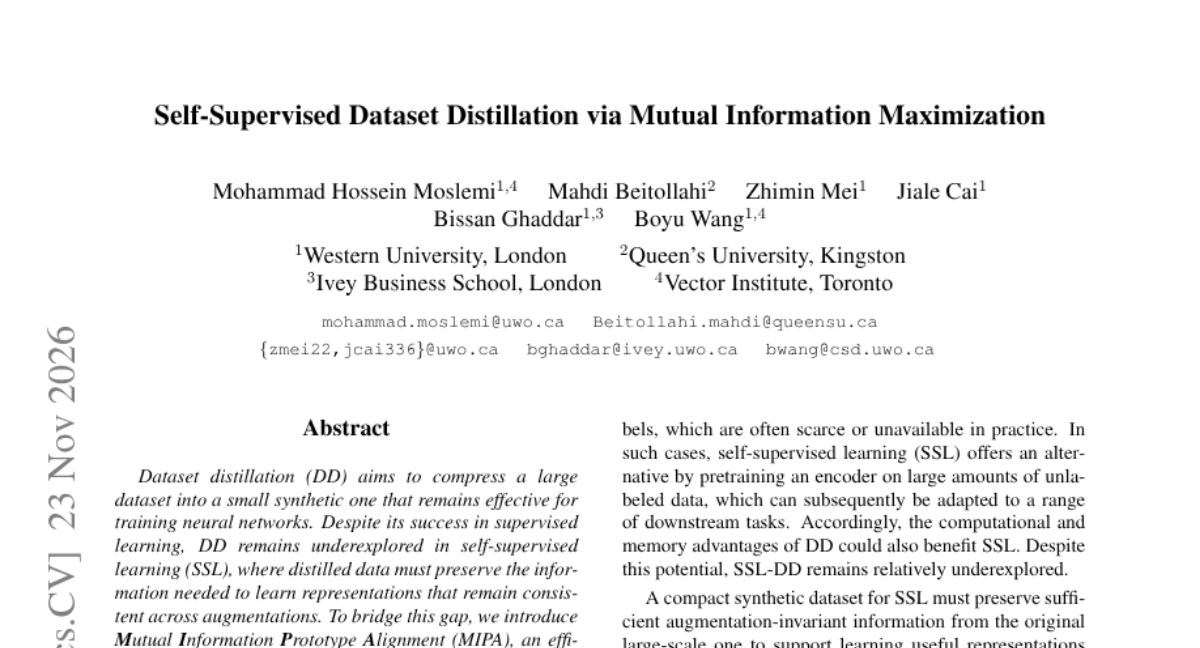 Self-Supervised Dataset Distillation via Mutual Information Maximization
Mohammad Hossein Moslemi1,4 Mahdi Beitollahi2 Zhimin Mei1 Jiale Cai1
Bissan Ghaddar1,3 Boyu Wang1,4
1Western University, London 2Queen's University, Kingston
3Ivey Business School, London 4Vector Institute, Toronto
mohammad.moslemi@uwo.ca Beitollahi.mahdi@queensu.ca
{zmei22,jcai336}@uwo.ca bghaddar@ivey.uwo.ca bwang@csd.uwo.ca
cs.CV] 23 Nov 2026
Abstract
Dataset distillation (DD) aims to compress a large
dataset into a small synthetic one that remains effective for
training neural networks. Despite its success in supervised
learning, DD remains underexplored in self-supervised
learning (SSL), where distilled data must preserve the infor-
mation needed to learn representations that remain consis-
tent across augmentations. To bridge this gap, we introduce
Mutual Information Prototype Alignment (MIPA), an effi-
bels, which are often scarce or unavailable in practice. In
such cases, self-supervised learning (SSL) offers an alter-
native by pretraining an encoder on large amounts of unla-
beled data, which can subsequently be adapted to a range
of downstream tasks. Accordingly, the computational and
memory advantages of DD could also benefit SSL. Despite
this potential, SSL-DD remains relatively underexplored.
A compact synthetic dataset for SSL must preserve suffi-
cient augmentation-invariant information from the original
large-scale one to support learning useful representations